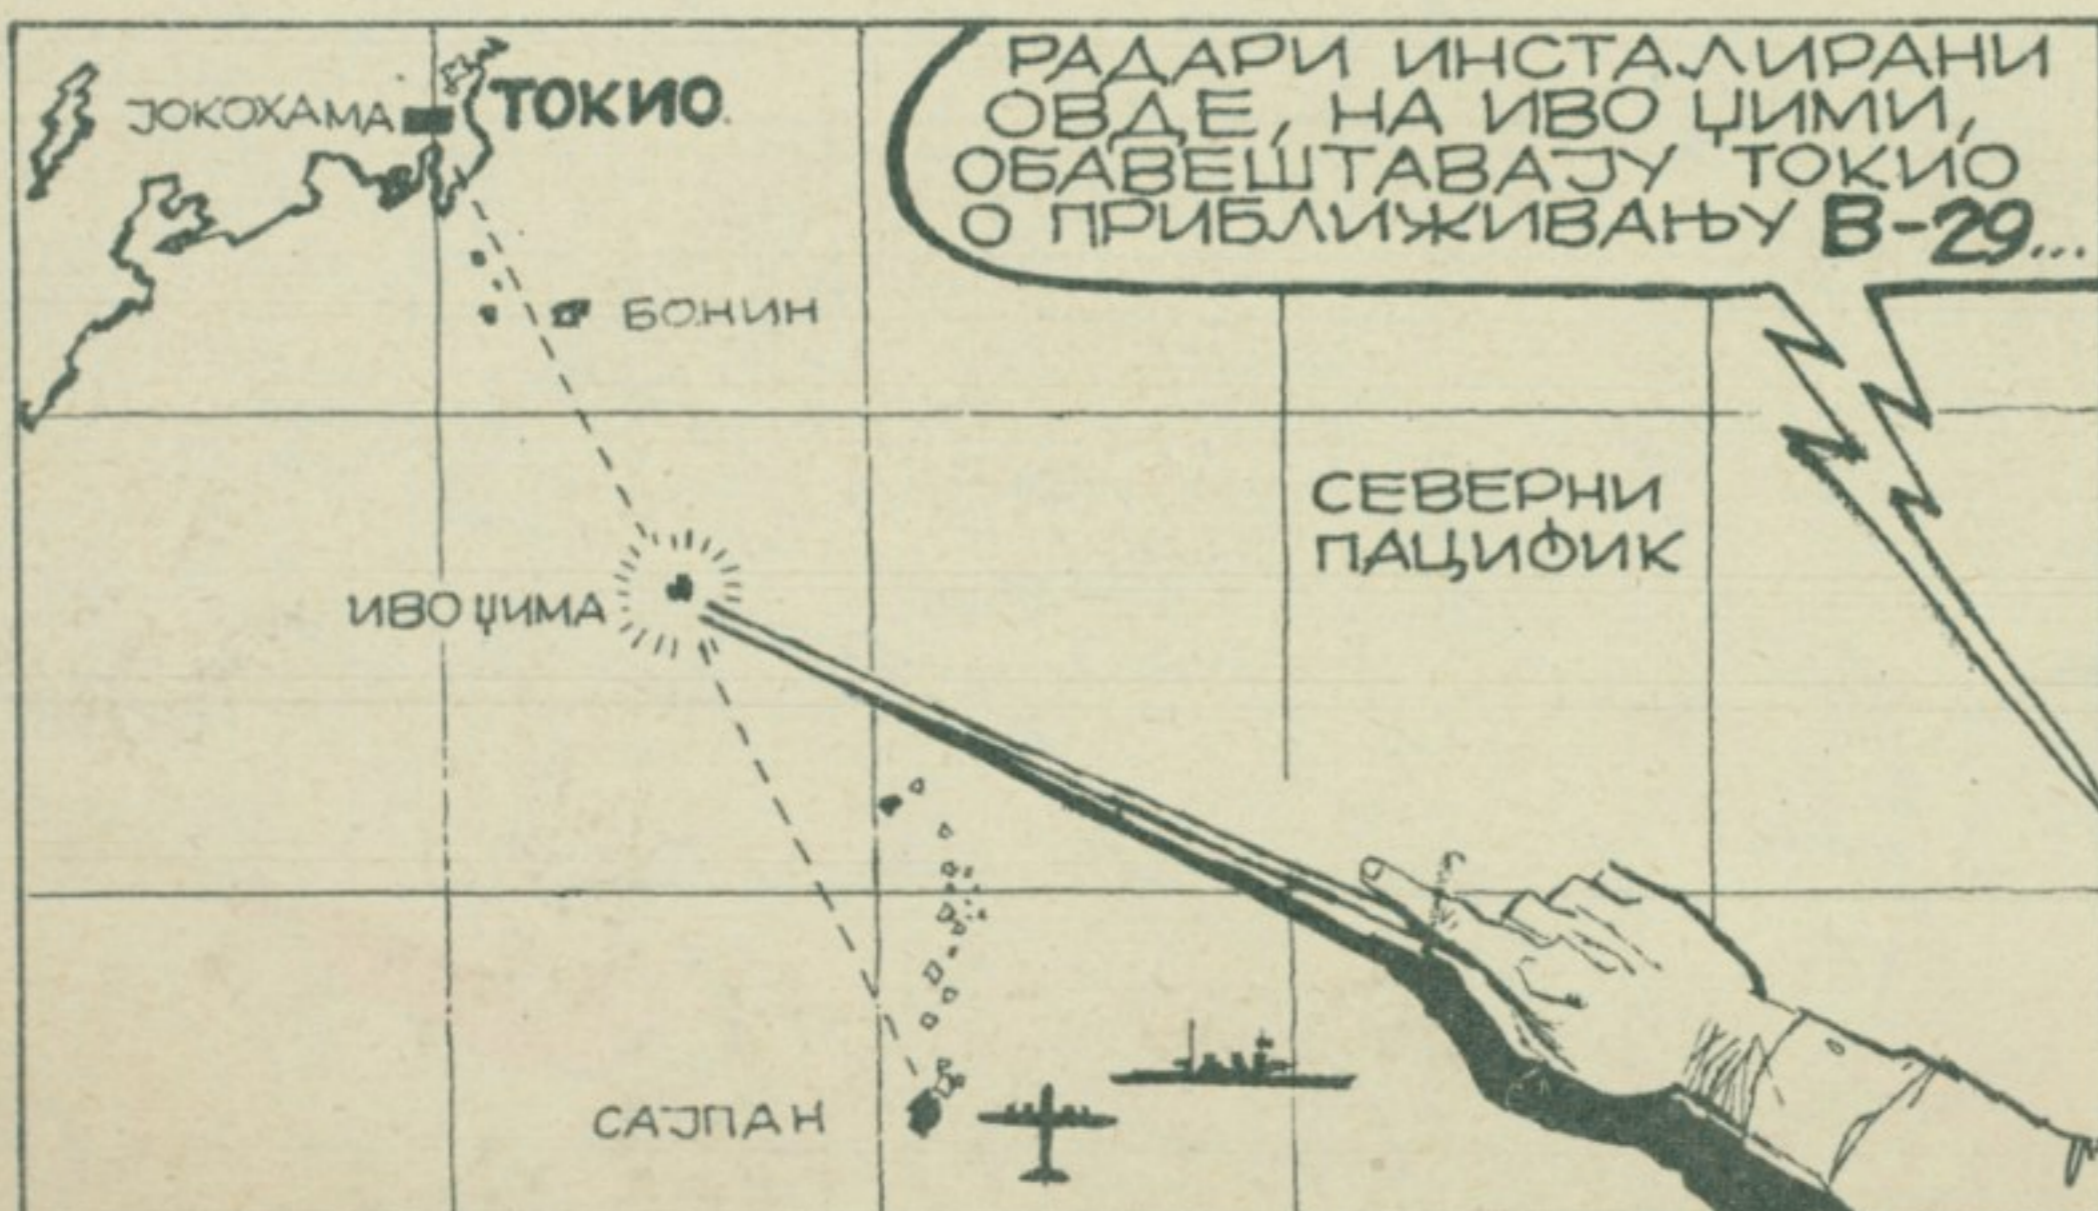 РАДАРИ ИНСТАЛИРАНИ
ОВДЕ, НА ИВО ЏИМИ,
ОБАВЕШТАВАЈУ ТОКИО
О ПРИБЛИЖИВАЊУ В-29...
ЈОКОХАМА
ТОКИО.
БОНИН
СЕВЕРНИ
ПАЦИФИК
ИВО ЏИМА
САЈПАН